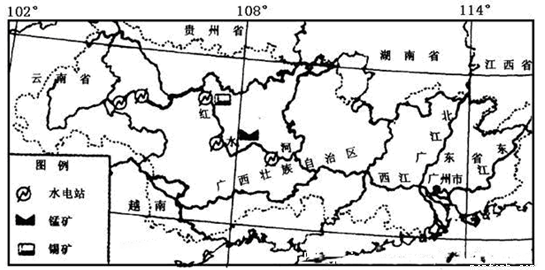 102°
108°
114°
贵州省
湖南省
江西省
云南省
红
水
河
北
江
广东省
东
江
广西壮族自治区
西江
广州市
越南
图例
水电站
锰矿
锡矿